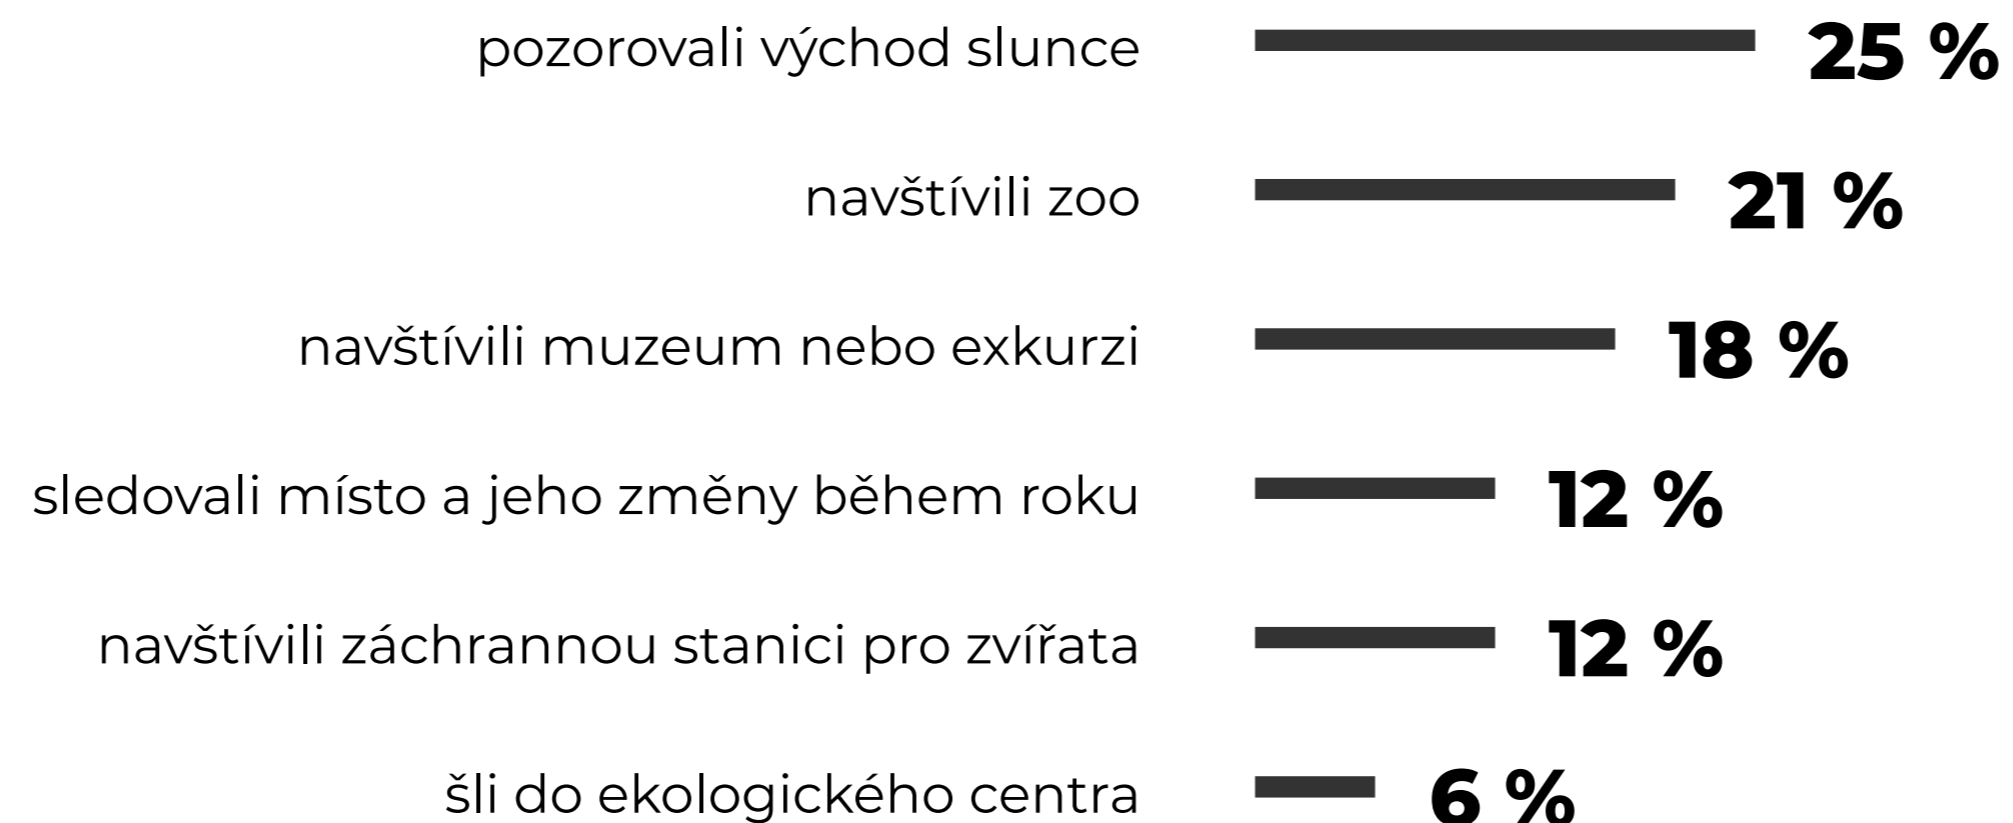 pozorovali východ slunce 25 %
navštívili zoo 21 %
navštívili muzeum nebo exkurzi 18 %
sledovali místo a jeho změny během roku 12 %
navštívili záchrannou stanici pro zvířata 12 %
šli do ekologického centra 6 %